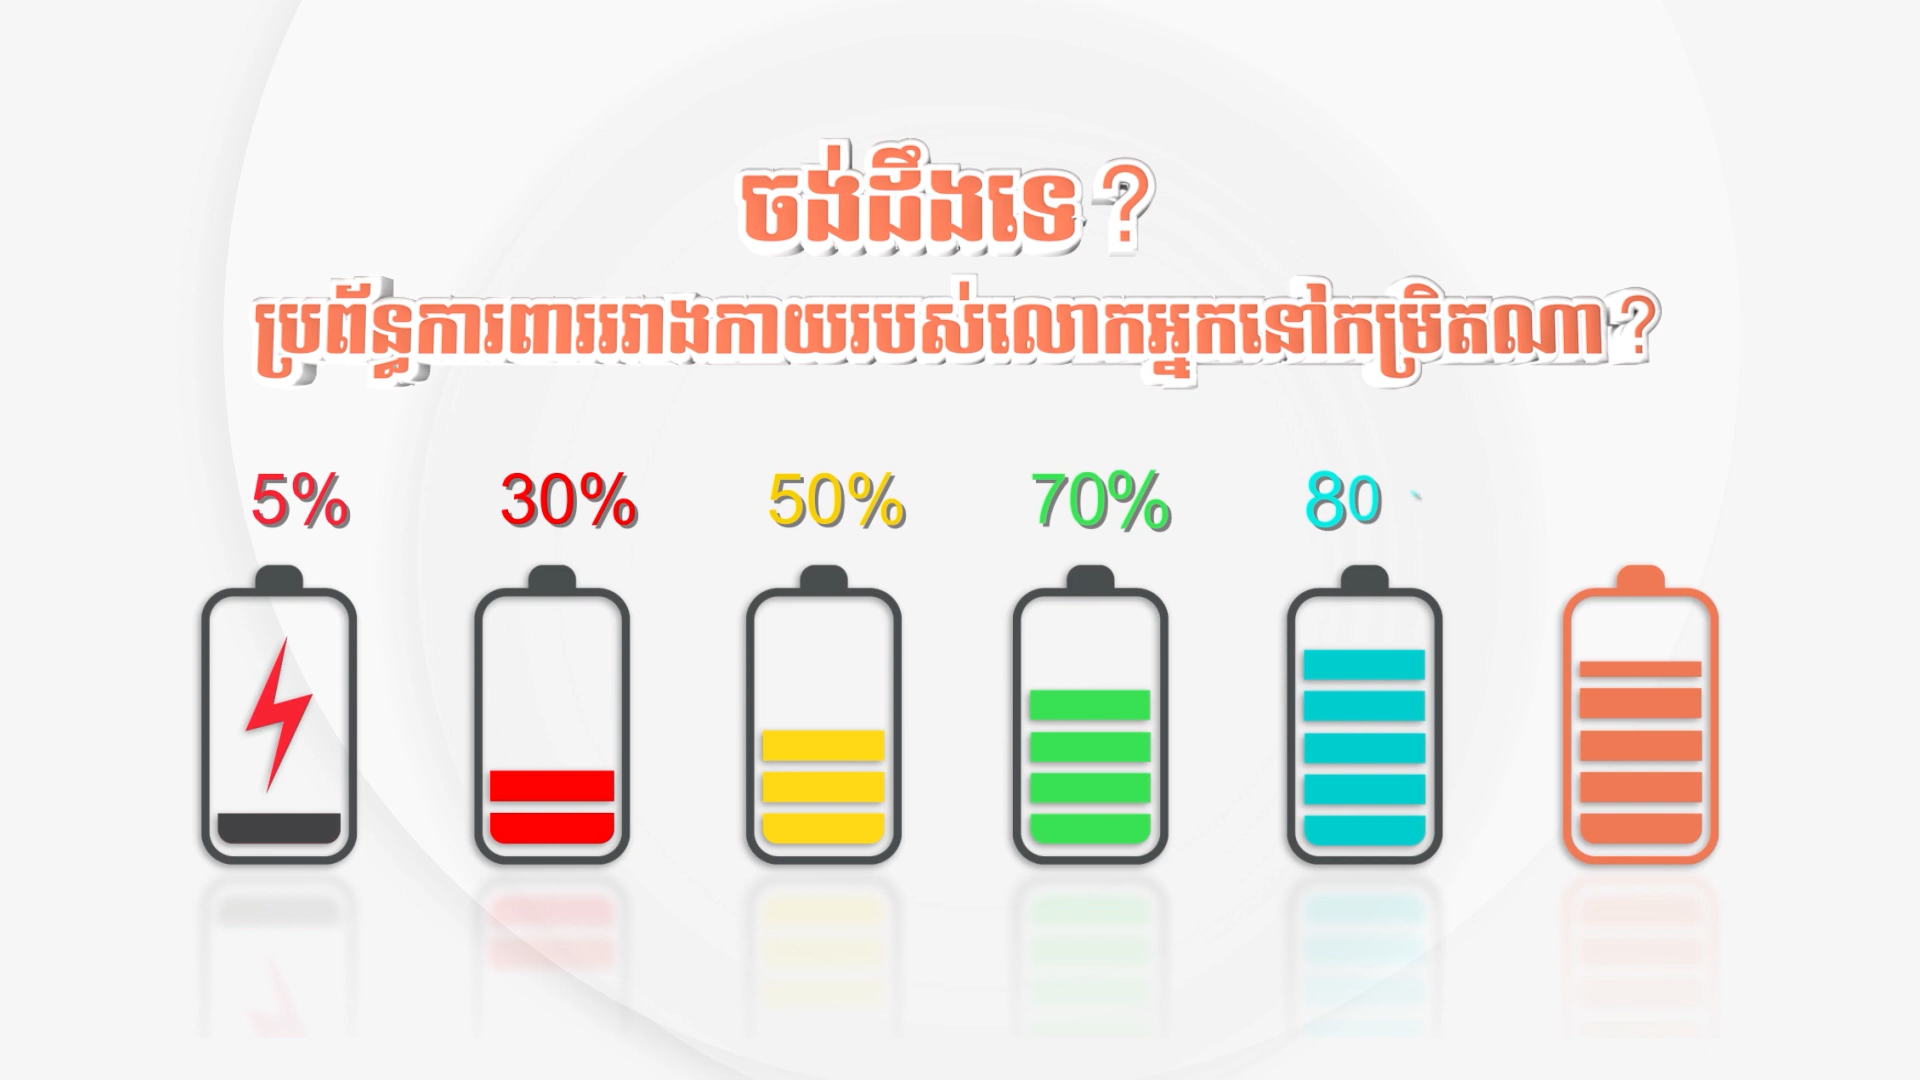 ចង់ដឹងទេ ?
ប្រព័ន្ធការពាររាងកាយរបស់លោកអ្នកនៅកម្រិតណា ?
5% 30% 50% 70% 80